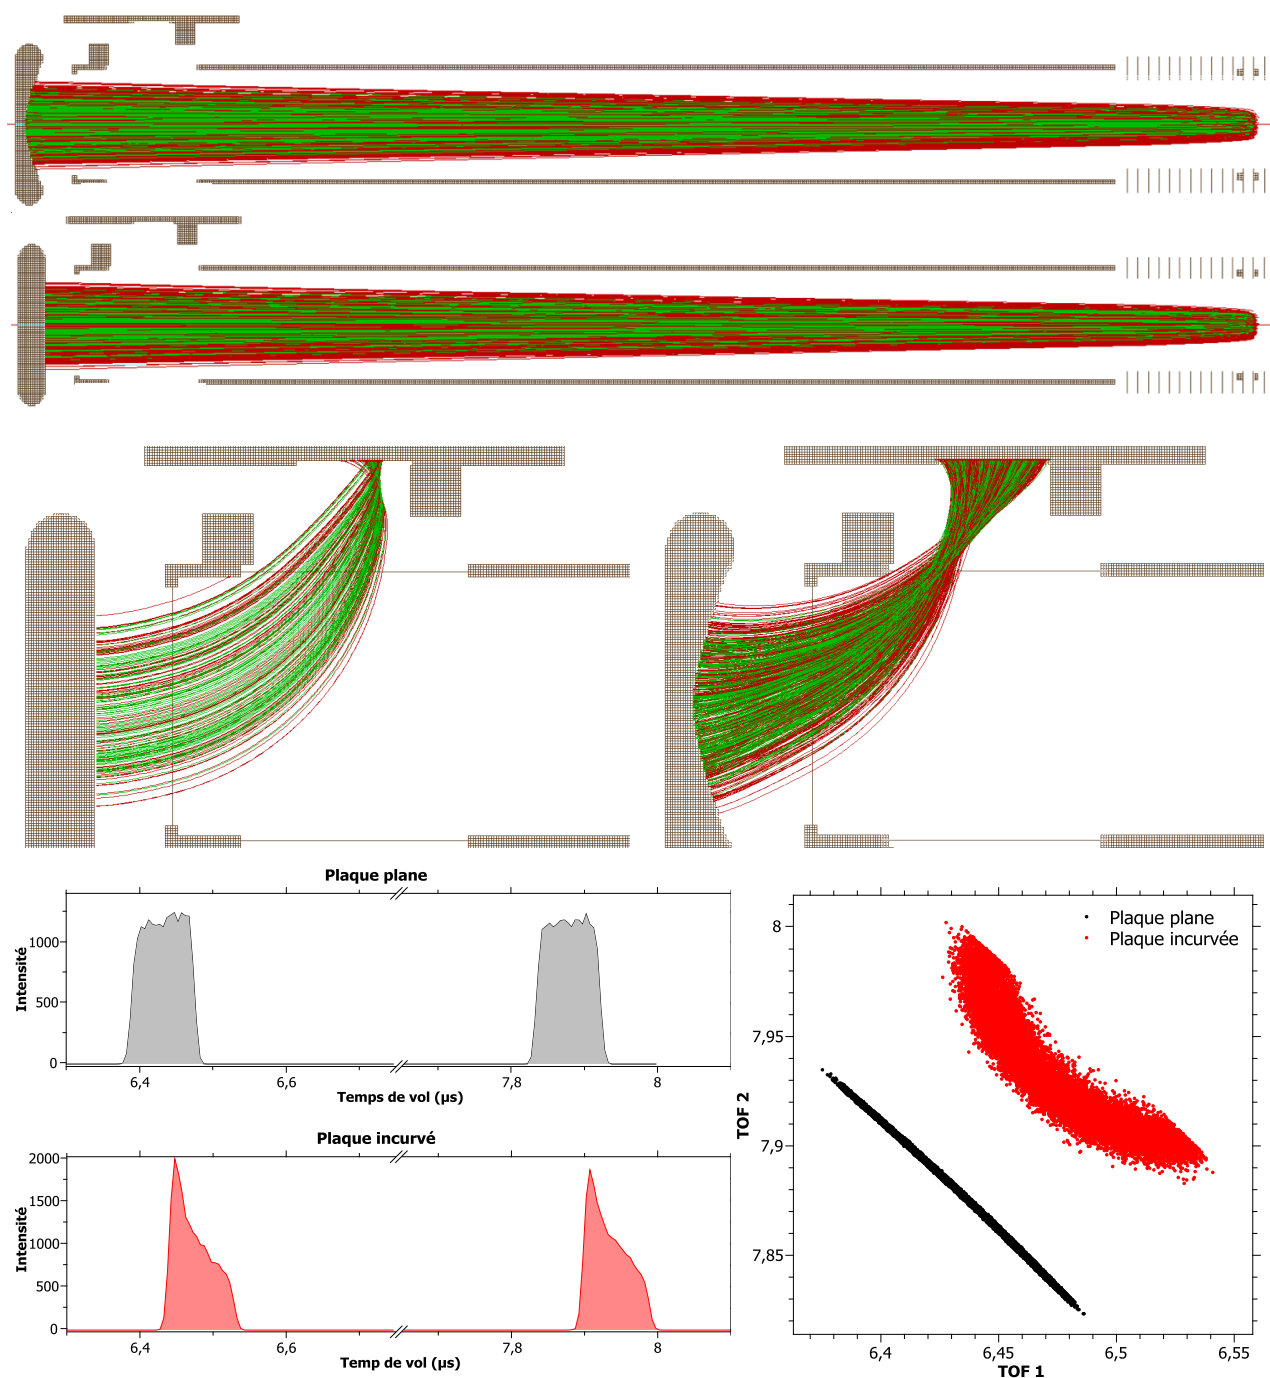 Plaque plane
Intensité
1000
500
0
6,4
6,6
7,8
8
Temps de vol (µs)
Plaque incurvé
Intensité
2000
1500
1000
500
0
6,4
6,6
7,8
8
Temp de vol (µs)
Plaque plane
Plaque incurvée
TOF 2
8
7,95
7,9
7,85
6,4
6,45
6,5
6,55
TOF 1